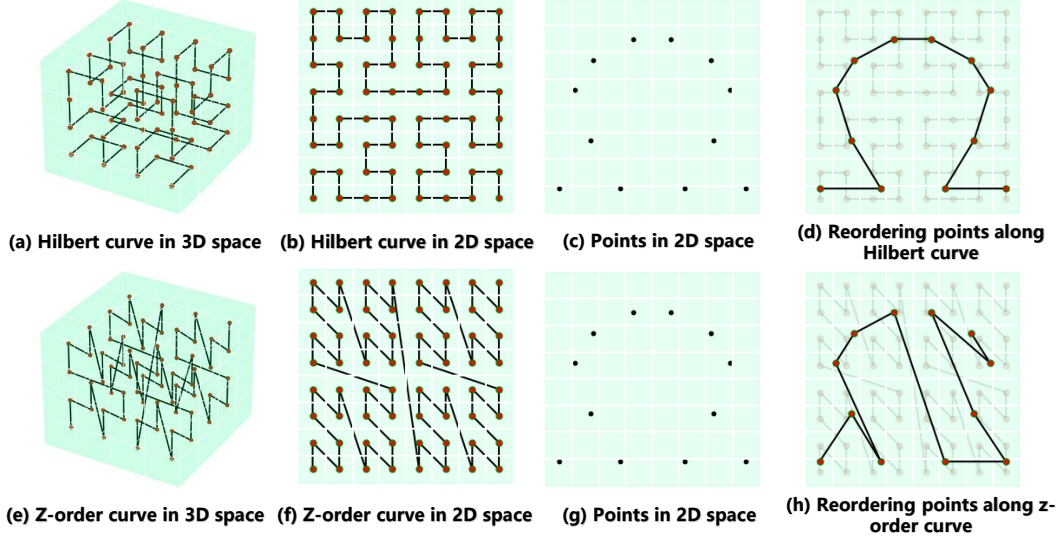 (a) Hilbert curve in 3D space
(b) Hilbert curve in 2D space
(c) Points in 2D space
(d) Reordering points along
Hilbert curve
(e) Z-order curve in 3D space
(f) Z-order curve in 2D space
(g) Points in 2D space
(h) Reordering points along z-
order curve